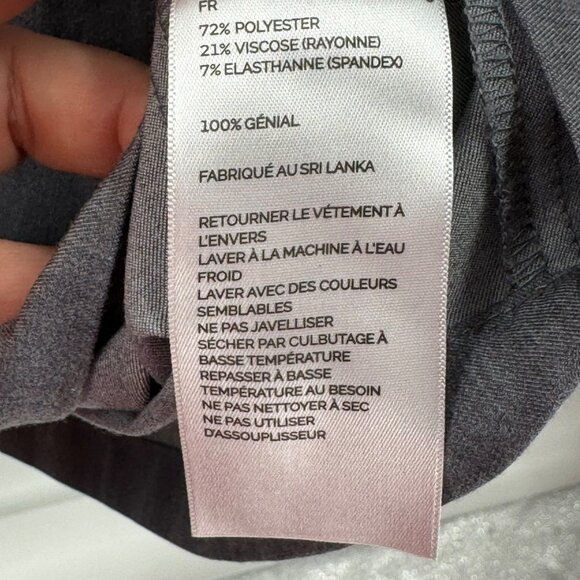 FR
72% POLYESTER
21% VISCOSE (RAYONNE)
7% ELASTHANNE (SPANDEX)
100% GÉNIAL
FABRIQUÉ AU SRI LANKA
RETOURNER LE VÉTEMENT À
L'ENVERS
LAVER À LA MACHINE À L'EAU
FROID
LAVER AVEC DES COULEURS
SEMBLABLES
NE PAS JAVELLISER
SÉCHER PAR CULBUTAGE À
BASSE TEMPÉRATURE
REPASSER À BASSE
TEMPÉRATURE AU BESOIN
NE PAS NETTOYER À SEC
NE PAS UTILISER
D'ASSOUPLISSEUR